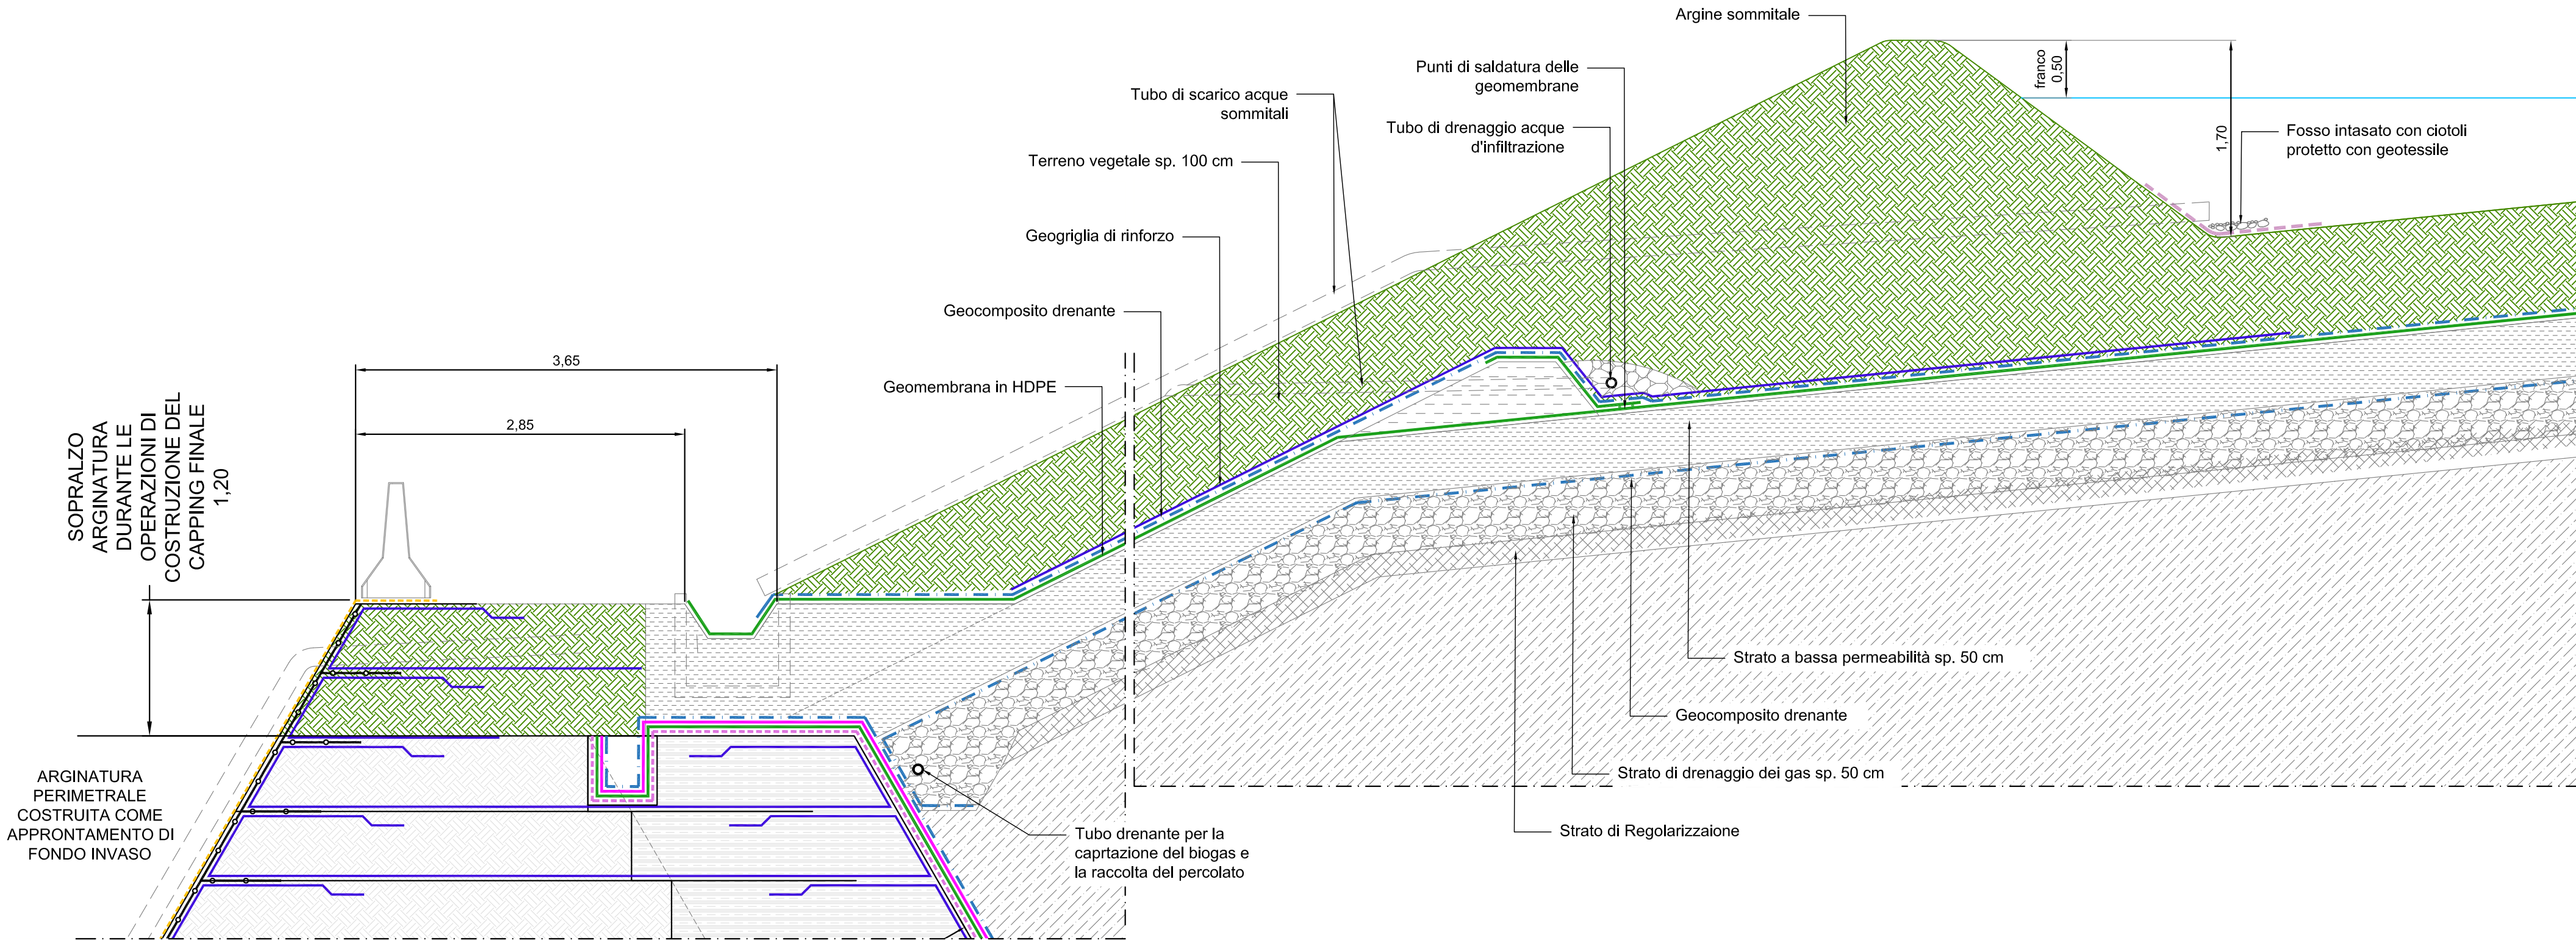 Argine sommitale
franco
0,50
1,70
Punti di saldatura delle
geomembrane
Tubo di scarico acque
sommitali
Tubo di drenaggio acque
d'infiltrazione
Fosso intasato con ciotoli
protetto con geotessile
Terreno vegetale sp. 100 cm
Geogriglia di rinforzo
Geocomposito drenante
Geomembrana in HDPE
3,65
2,85
SOPRALZO
ARGINATURA
DURANTE LE
OPERAZIONI DI
COSTRUZIONE DEL
CAPPING FINALE
1,20
Strato a bassa permeabilità sp. 50 cm
Geocomposito drenante
Strato di drenaggio dei gas sp. 50 cm
Strato di Regolarizzaione
ARGINATURA
PERIMETRALE
COSTRUITA COME
APPRONTAMENTO DI
FONDO INVASO
Tubo drenante per la
caprtazione del biogas e
la raccolta del percolato